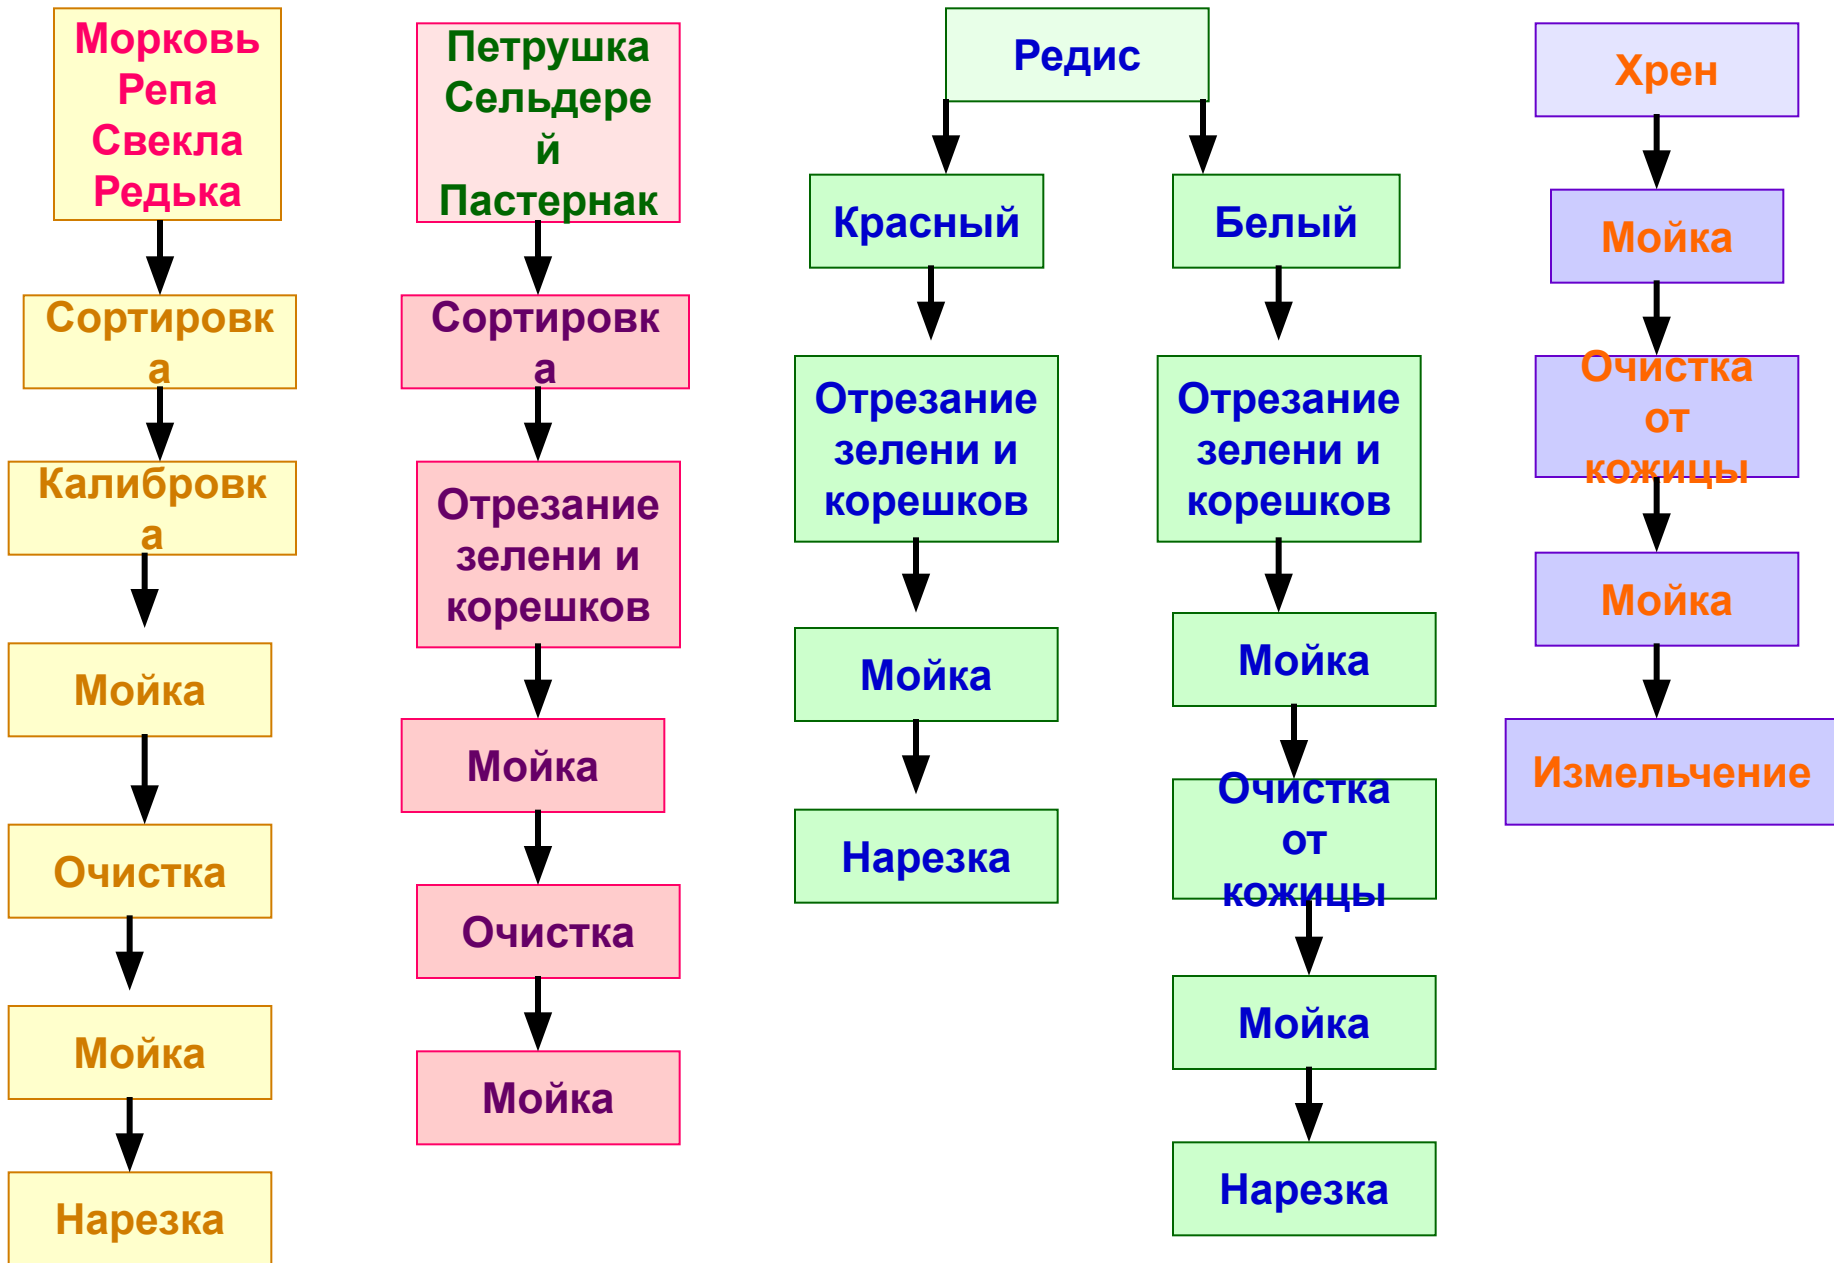 Морковь
Репа
Свекла
Редька
Сортировк
а
Калибровк
а
Мойка
Очистка
Мойка
Нарезка
Петрушка
Сельдере
й
Пастернак
Сортировк
а
Отрезание
зелени и
корешков
Мойка
Очистка
Мойка
Редис
Красный
Отрезание
зелени и
корешков
Мойка
Нарезка
Белый
Отрезание
зелени и
корешков
Мойка
Очистка
от
кожицы
Мойка
Нарезка
Хрен
Мойка
Очистка
от
кожицы
Мойка
Измельчение